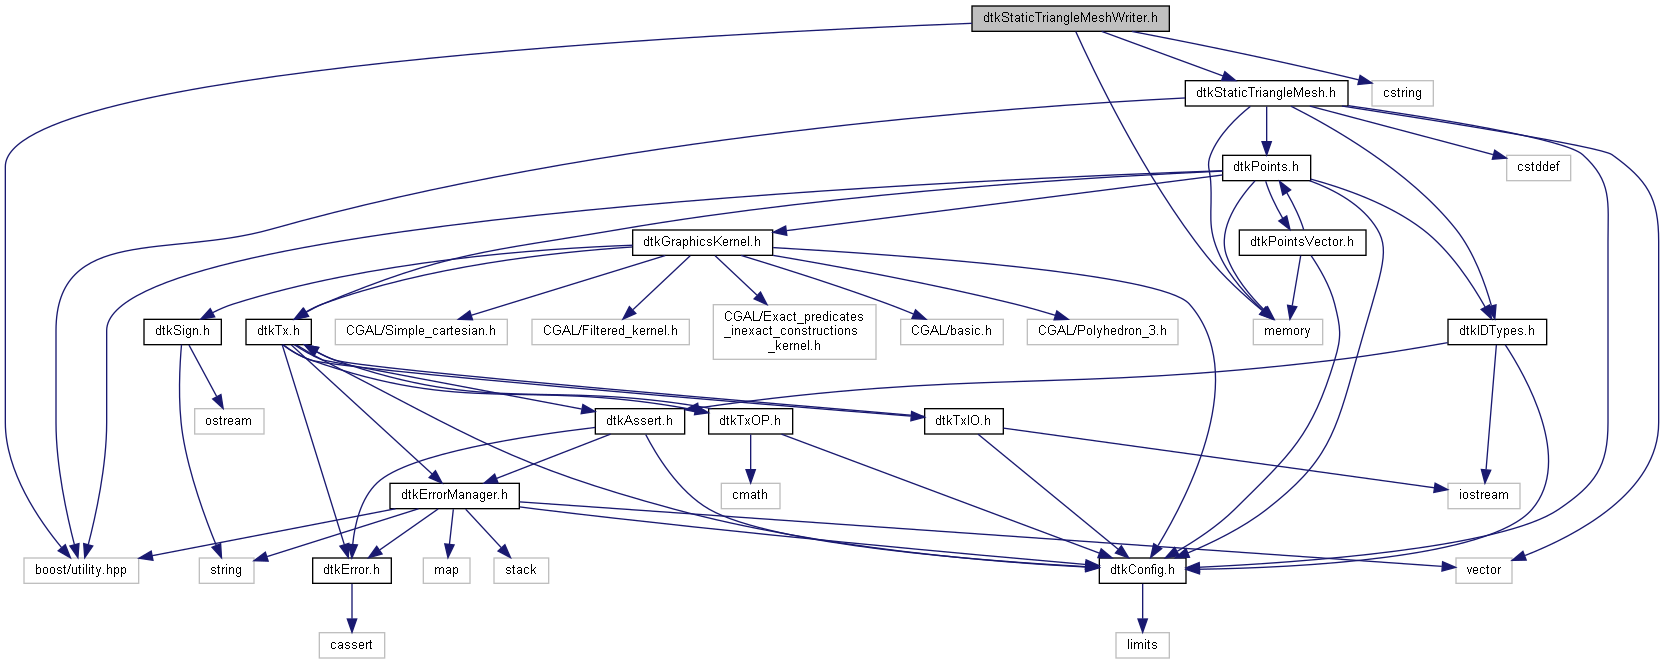 dtkStaticTriangleMeshWriter.h
dtkStaticTriangleMesh.h
cstring
dtkPoints.h
cstddef
dtkGraphicsKernel.h
dtkPointsVector.h
dtkSign.h
dtkTx.h
CGAL/Simple_cartesian.h
CGAL/Filtered_kernel.h
CGAL/Exact_predicates
_inexact_constructions
_kernel.h
CGAL/basic.h
CGAL/Polyhedron_3.h
memory
dtkIDTypes.h
ostream
dtkAssert.h
dtkTxOP.h
dtkTxIO.h
dtkErrorManager.h
cmath
iostream
boost/utility.hpp
string
dtkError.h
map
stack
dtkConfig.h
vector
cassert
limits